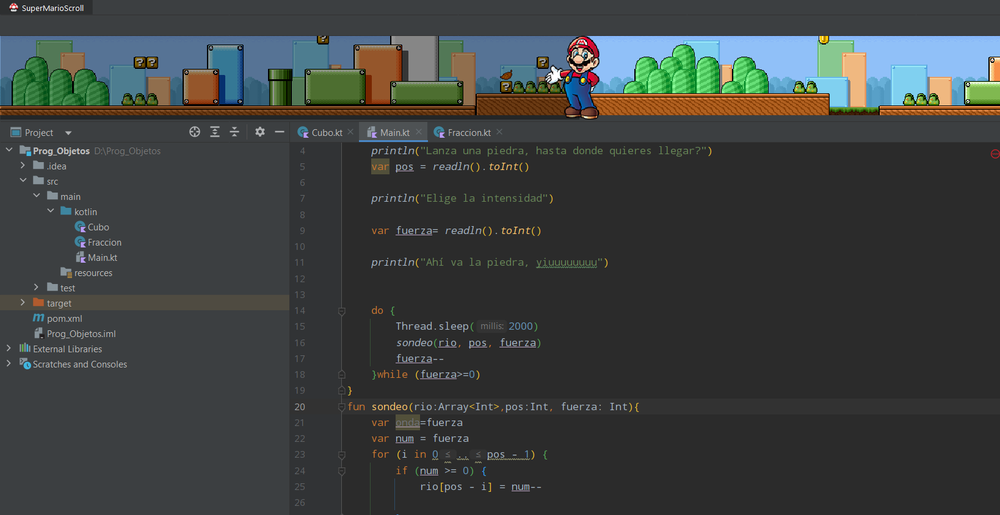 SuperMarioScroll
Project
Cubo.kt Main.kt Fraccion.kt
Prog_Objetos D:\Prog_Objetos
.idea
src
main
kotlin
Cubo
Fraccion
Main.kt
resources
test
target
pom.xml
Prog_Objetos.iml
External Libraries
Scratches and Consoles
4 println("Lanza una piedra, hasta donde quieres llegar?")
5 var pos = readln().toInt()
6
7 println("Elige la intensidad")
8
9 var fuerza= readln().toInt()
10
11 println("Ahí va la piedra, yiuuuuuuuu")
12
13
14 do {
15 Thread.sleep( millis: 2000)
16 sondeo(rio, pos, fuerza)
17 fuerza--
18 }while (fuerza>=0)
19 }
20 fun sondeo(rio:Array<Int>,pos:Int, fuerza: Int){
21 var onda=fuerza
22 var num = fuerza
23 for (i in 0 ≤ .. ≤ pos - 1) {
24 if (num >= 0) {
25 rio[pos - i] = num--
26